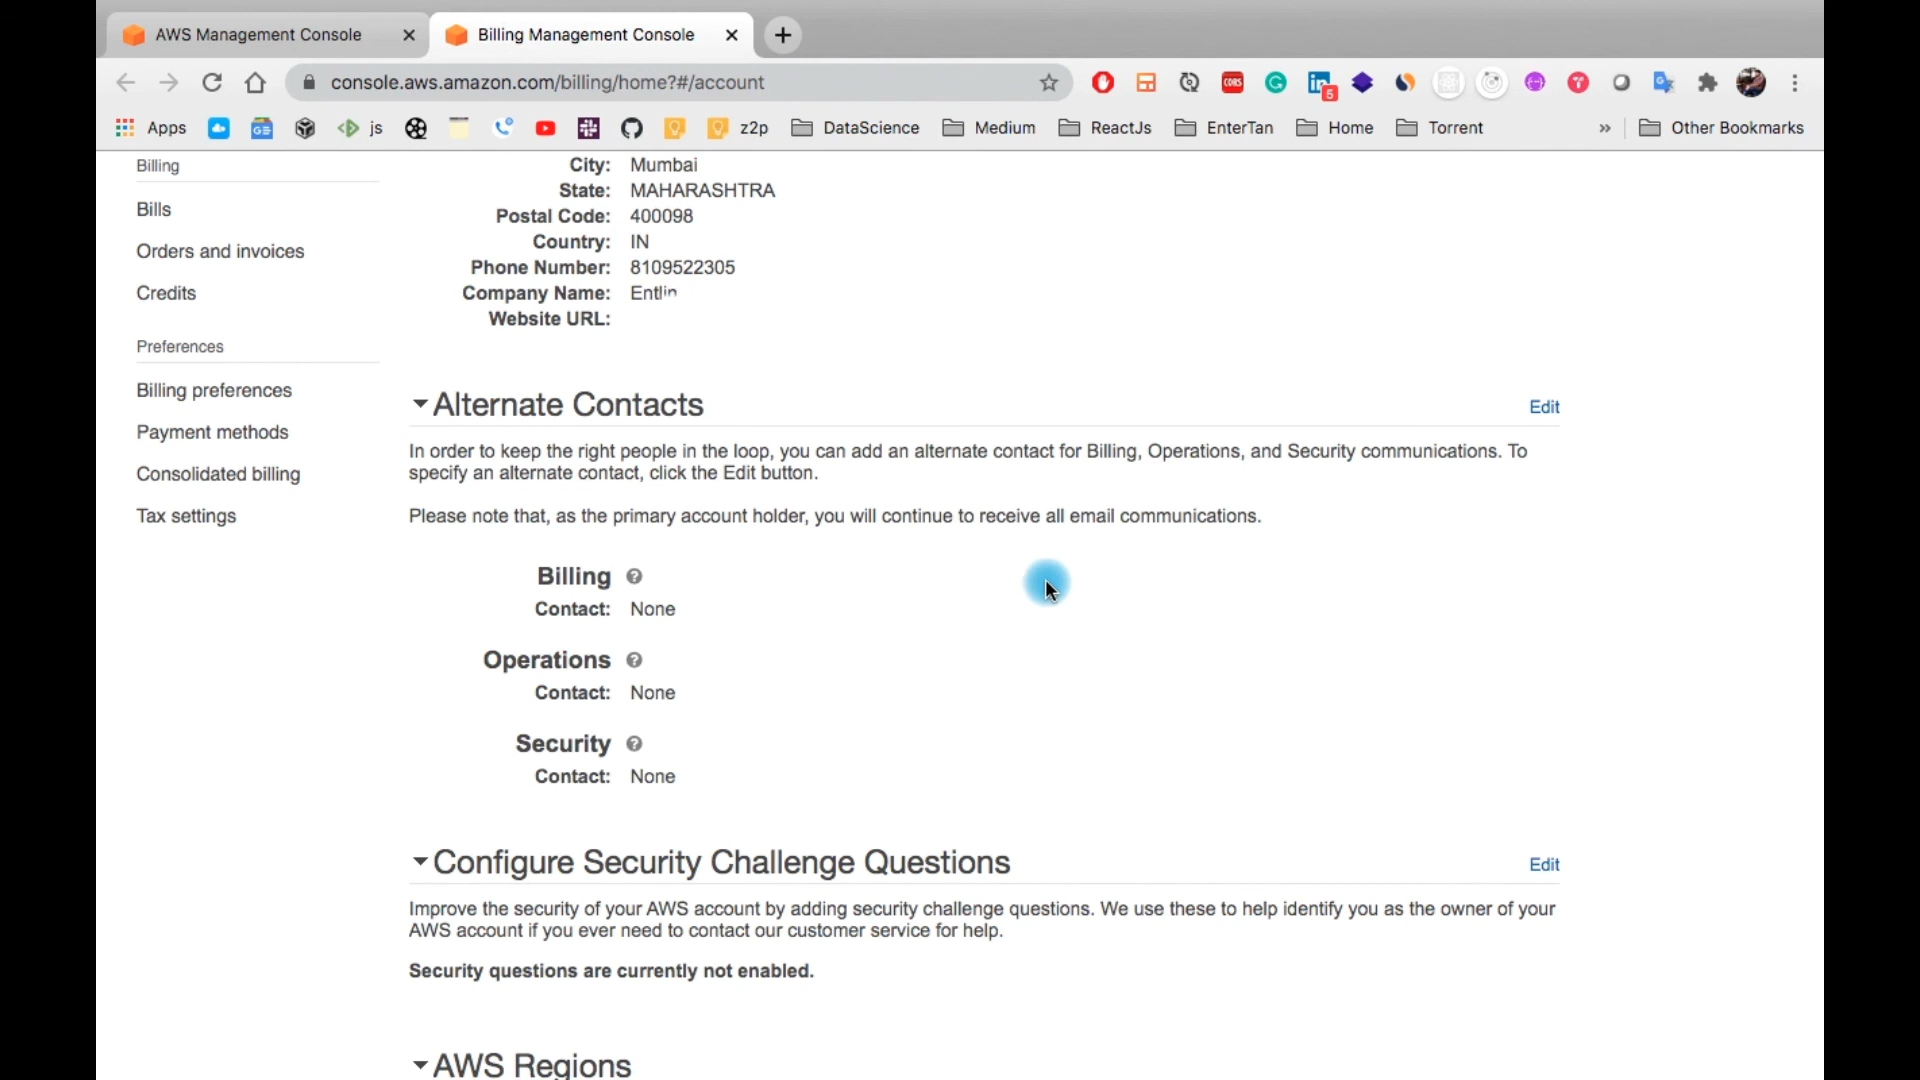 AWS Management Console
Billing Management Console
console.aws.amazon.com/billing/home?#/account
CORS
5
Apps
js
z2p
DataScience
Medium
ReactJs
EnterTan
Home
Torrent
Other Bookmarks
Billing
Bills
Orders and invoices
Credits
Preferences
Billing preferences
Payment methods
Consolidated billing
Tax settings
City: Mumbai
State: MAHARASHTRA
Postal Code: 400098
Country: IN
Phone Number: 8109522305
Company Name:
Website URL:
Alternate Contacts
Edit
In order to keep the right people in the loop, you can add an alternate contact for Billing, Operations, and Security communications. To
specify an alternate contact, click the Edit button.
Please note that, as the primary account holder, you will continue to receive all email communications.
Billing
Contact: None
Operations
Contact: None
Security
Contact: None
Configure Security Challenge Questions
Edit
Improve the security of your AWS account by adding security challenge questions. We use these to help identify you as the owner of your
AWS account if you ever need to contact our customer service for help.
Security questions are currently not enabled.
AWS Regions